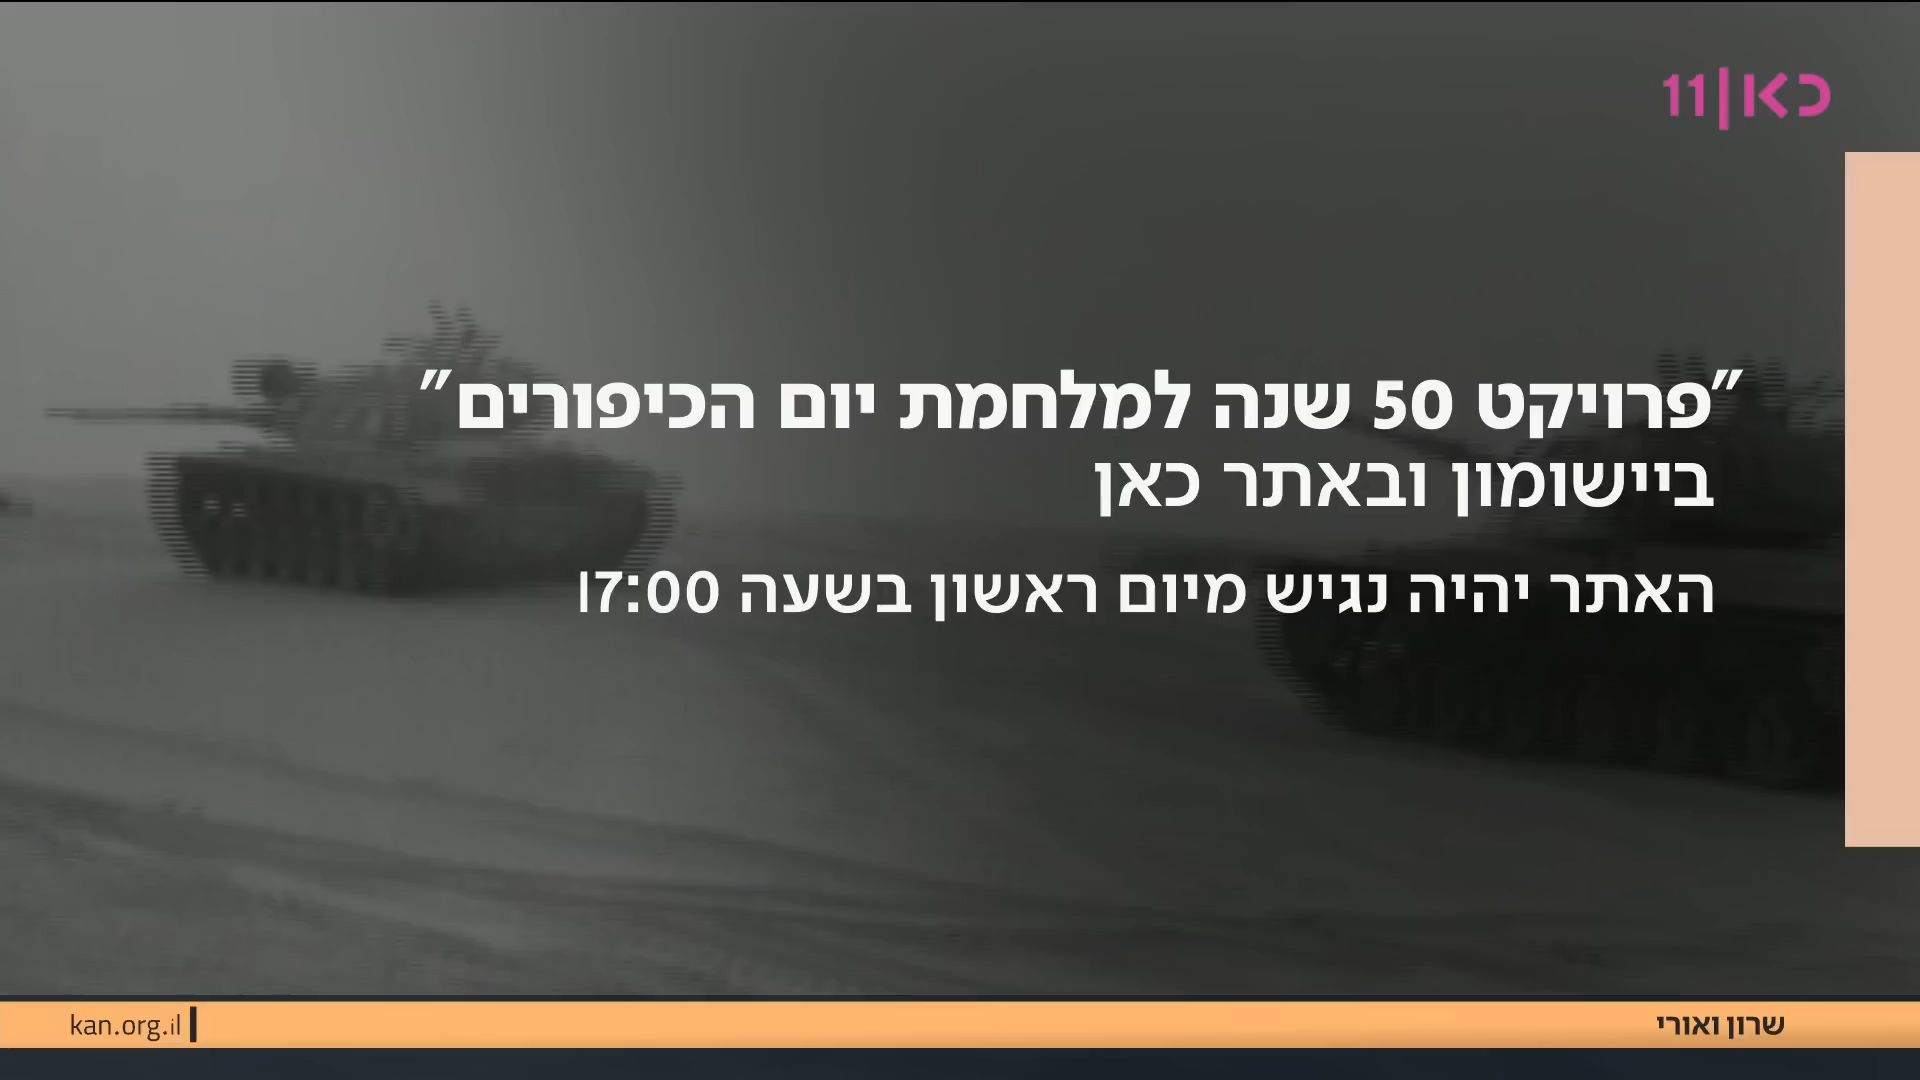 כאן|11
"פרויקט 50 שנה למלחמת יום הכיפורים"
ביישומון ובאתר כאן
האתר יהיה נגיש מיום ראשון בשעה 17:00
שרון ואורי
kan.org.il